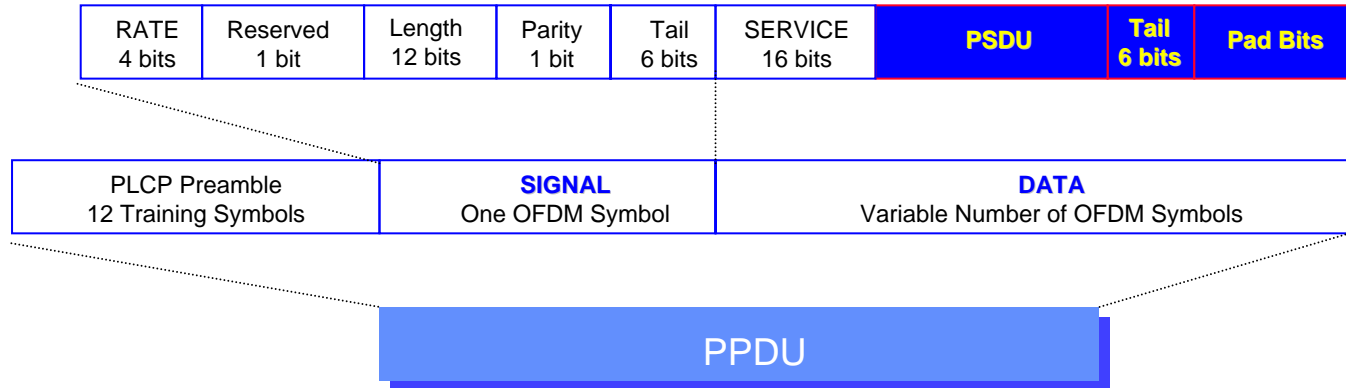 RATE
4 bits
Reserved
1 bit
Length
12 bits
Parity
1 bit
Tail
6 bits
SERVICE
16 bits
PSDU
Tail
6 bits
Pad Bits
PLCP Preamble
12 Training Symbols
SIGNAL
One OFDM Symbol
DATA
Variable Number of OFDM Symbols
PPDU